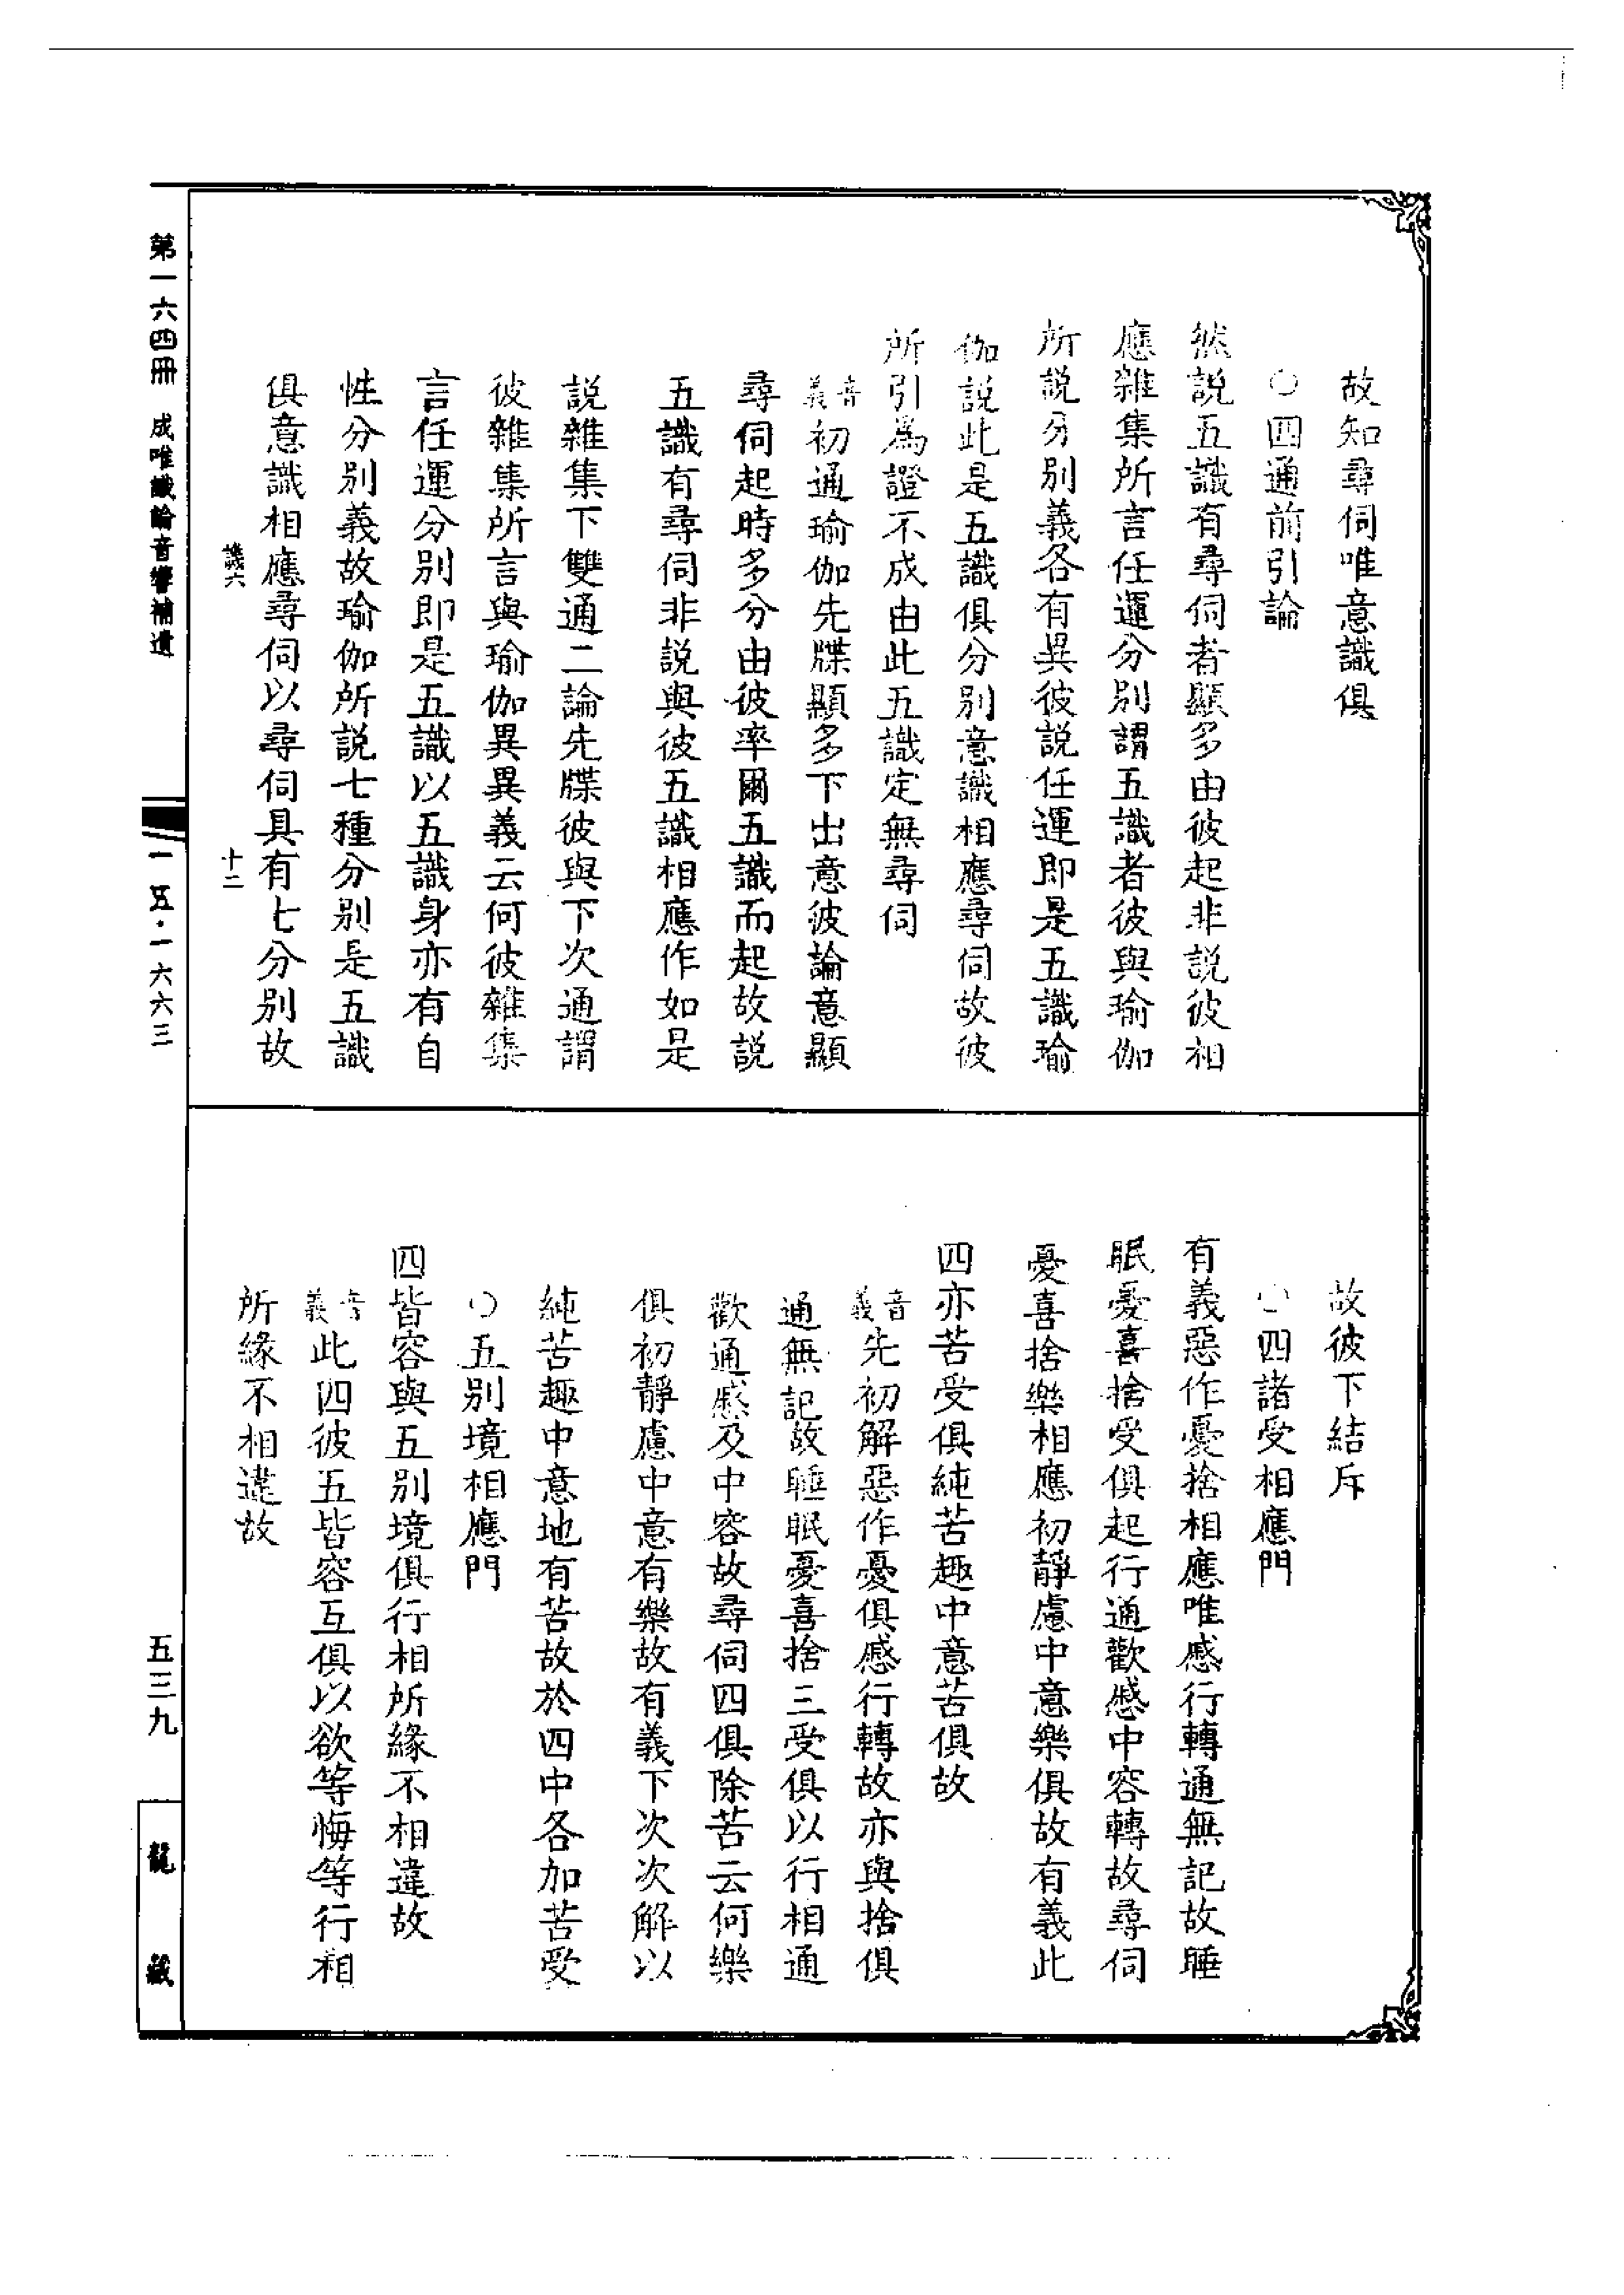 故知尋伺唯意識俱
○四通前引論
然說五識有尋伺者顯多由彼起非說彼相
應雜集所言任運分別謂五識者彼與瑜伽
所說分別義各有異彼說任運即是五識瑜
伽說此是五識俱分別意識相應尋伺故彼
所引為證不成由此五識定無尋伺
音義初通瑜伽先牒顯多下出意彼論意顯
尋伺起時多分由彼率爾五識而起故說
五識有尋伺非說與彼五識相應作如是
說雜集下雙通二論先牒彼與下次通謂
彼雜集所言與瑜伽異異義云何彼雜集
言任運分別即是五識以五識身亦有自
性分別義故瑜伽所說七種分別是五識
俱意識相應尋伺以尋伺具有七分別故
譏六 十二
故彼下結斥
○四諸受相應門
有義惡作憂捨相應唯慼行轉通無記故睡
眠憂喜捨受俱起行通歡慼中容轉故尋伺
憂喜捨樂相應初靜慮中意樂俱故有義此
四亦苦受俱純苦趣中意苦俱故
音義先初解惡作憂俱慼行轉故亦與捨俱
通無記故睡眠憂喜捨三受俱以行相通
歡通慼及中容故尋伺四俱除苦云何樂
俱初靜慮中意有樂故有義下次次解以
純苦趣中意地有苦故於四中各加苦受
○五別境相應門
四皆容與五別境俱行相所緣不相違故
音義此四彼五皆容互俱以欲等悔等行相
所緣不相違故
第一六四冊 成唯識論音響補遺
一五·一六六三
五三九
龍藏